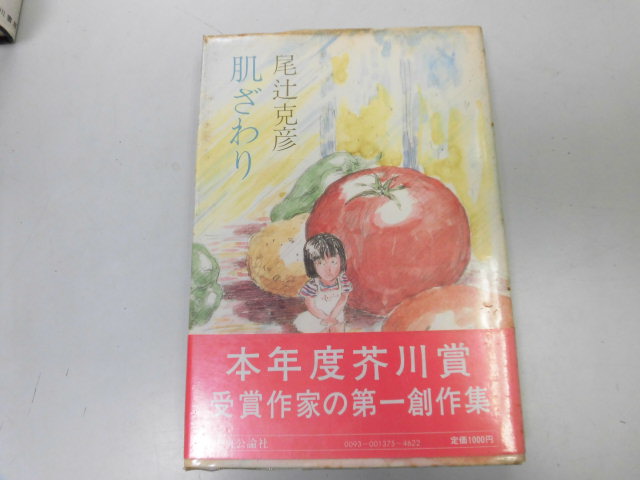 肌ざわり
尾辻克彦
本年度芥川賞
受賞作家の第一創作集
公論社
0093-001375-4622
定価1000円